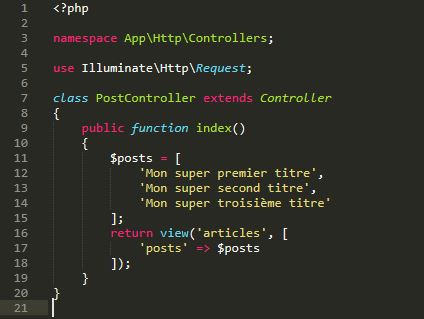 1 <?php
2
3 namespace App\Http\Controllers;
4
5 use Illuminate\Http\Request;
6
7 class PostController extends Controller
8 {
9     public function index()
10     {
11         $posts = [
12             'Mon super premier titre',
13             'Mon super second titre',
14             'Mon super troisième titre'
15         ];
16         return view('articles', [
17             'posts' => $posts
18         ]);
19     }
20 }
21